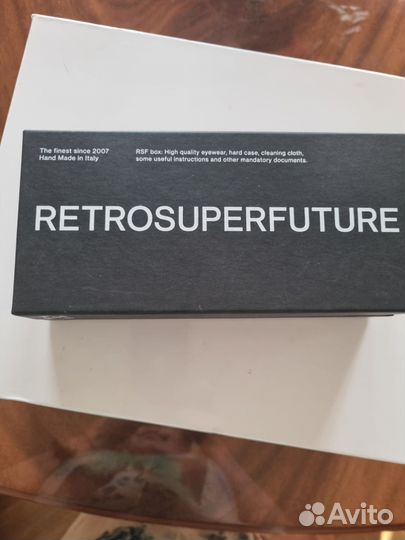 The finest since 2007
Hand Made in Italy
RSF box: High quality eyewear, hard case, cleaning cloth,
some useful instructions and other mandatory documents.
RETROSUPERFUTURE
Avito